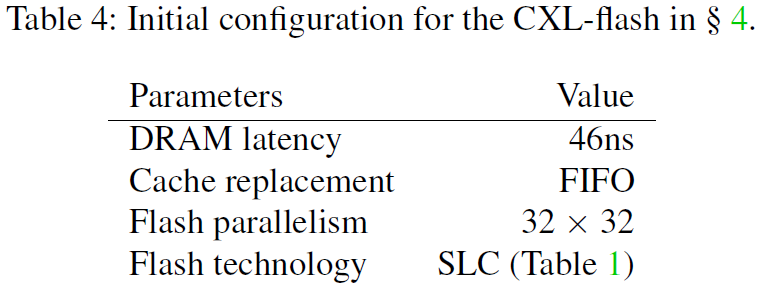 Table 4: Initial configuration for the CXL-flash in § 4.
Parameters Value
DRAM latency 46ns
Cache replacement FIFO
Flash parallelism 32 × 32
Flash technology SLC (Table 1)